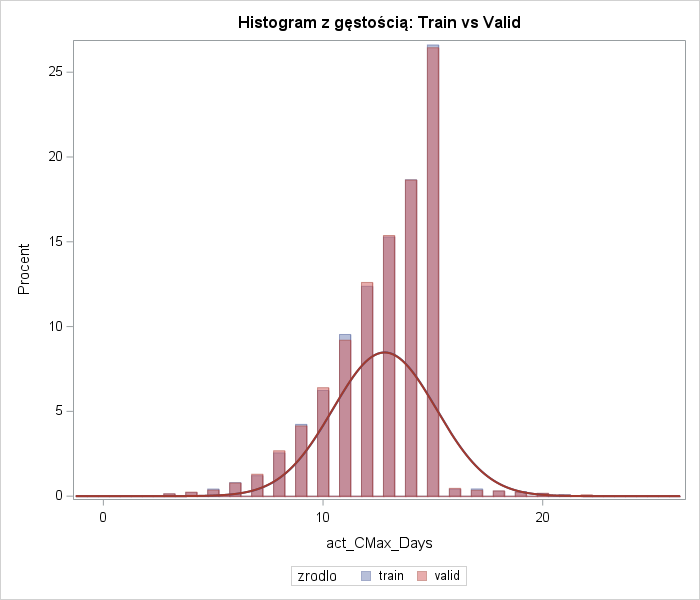 Histogram z gęstością: Train vs Valid
Procent
25
20
15
10
5
0
0 10 20
act_CMax_Days
zrodlo train valid